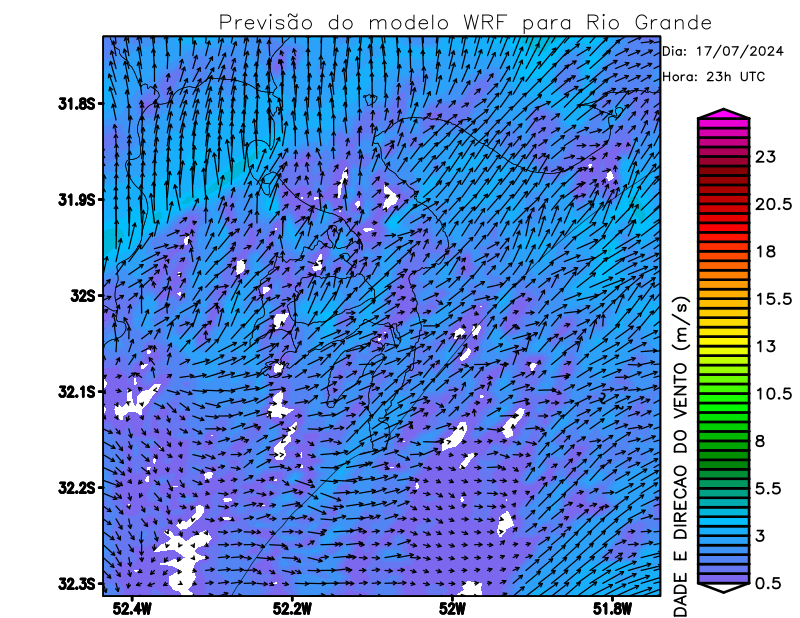 Previsão do modelo WRF para Rio Grande
Dia: 17/07/2024
Hora: 23h UTC
31.8S
31.9S
32S
32.1S
32.2S
32.3S
52.4W
52.2W
52W
51.8W
23
20.5
18
15.5
13
10.5
8
5.5
3
0.5
DADE E DIRECAO DO VENTO (m/s)